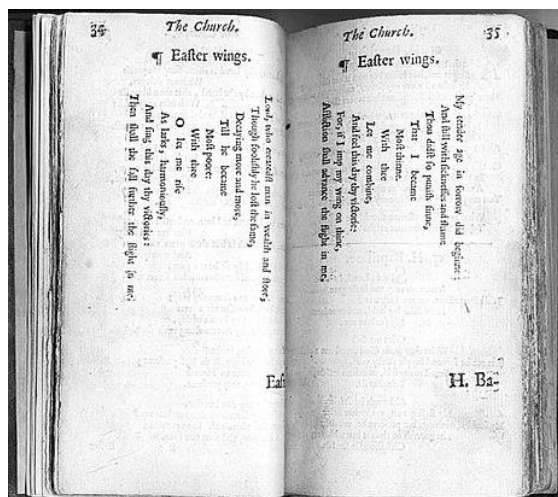 34 The Church.
¶ Eaſter wings.
Lord, who createdſt man in wealth and ſtore,
Though fooliſhly he loſt the ſame,
Decaying more and more,
Till he became
Moſt poore:
With thee
O let me riſe
As larks, harmoniouſly,
And ſing this day thy victories:
Then ſhall the fall further the flight in me.
Eaſt
The Church. 35
¶ Eaſter wings.
My tender age in ſorrow did beginne:
And ſtill with ſickneſſes and ſhame
Thou didſt ſo puniſh ſinne,
That I became
Moſt thinne.
With thee
Let me combine,
And feel this day thy victorie:
For, if I imp my wing on thine,
Affliction ſhall advance the flight in me.
H. Ba-